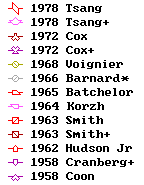 1978 Tsang
1978 Tsang+
1972 Cox
1972 Cox+
1968 Voignier
1966 Barnard*
1965 Batchelor
1964 Korzh
1963 Smith
1963 Smith+
1962 Hudson Jr
1958 Cranberg+
1958 Coon